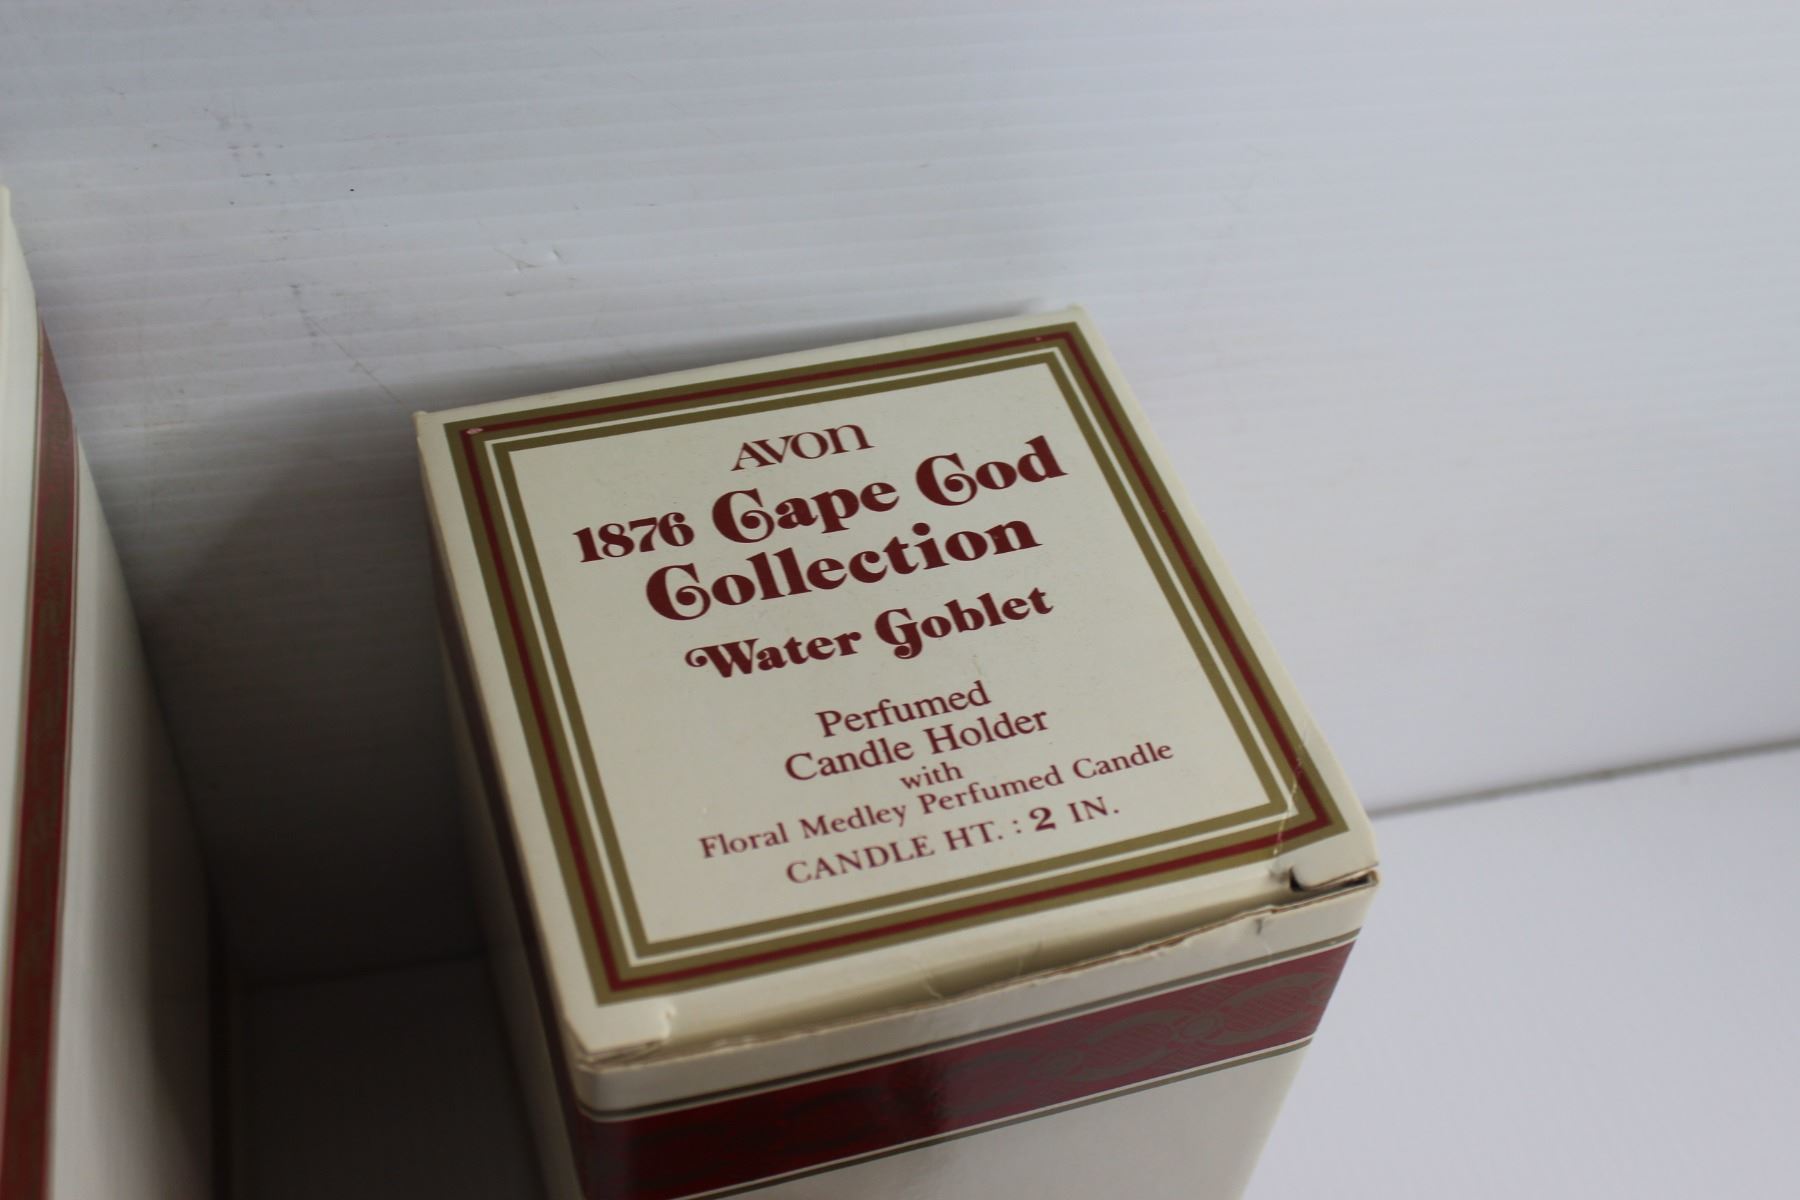 AVON
1876 Cape Cod
Collection
Water Goblet
Perfumed
Candle Holder
with
Floral Medley Perfumed Candle
CANDLE HT. : 2 IN.